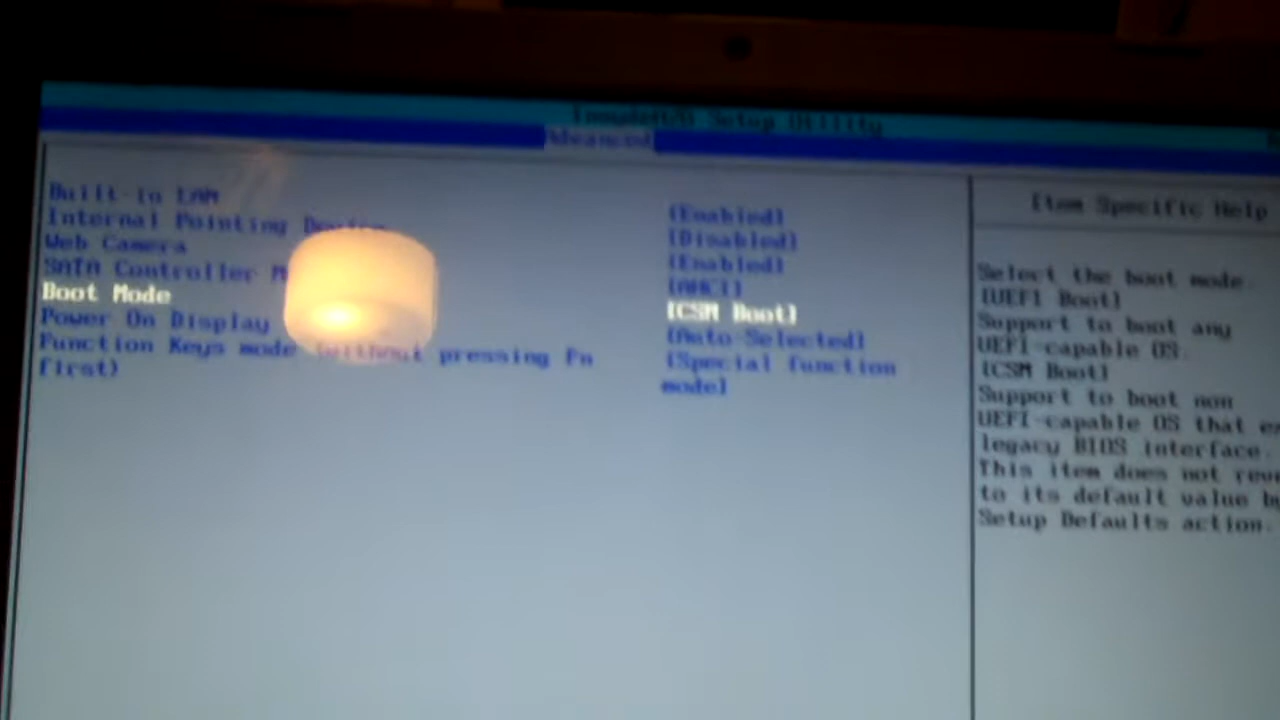 InsydeH2O Setup Utility
Advanced
Built-in LAN [Enabled]
Internal Pointing Device [Disabled]
Web Camera [Enabled]
SATA Controller M [AHCI]
Boot Mode [CSM Boot]
Power On Display [Auto-Selected]
Function Keys mode (without pressing Fn [Special function
first) mode]
Item Specific Help
Select the boot mode.
[UEFI Boot]
Support to boot any
UEFI-capable OS.
[CSM Boot]
Support to boot non
UEFI-capable OS that
legacy BIOS interface.
This item does not
to its default value
Setup Defaults action.